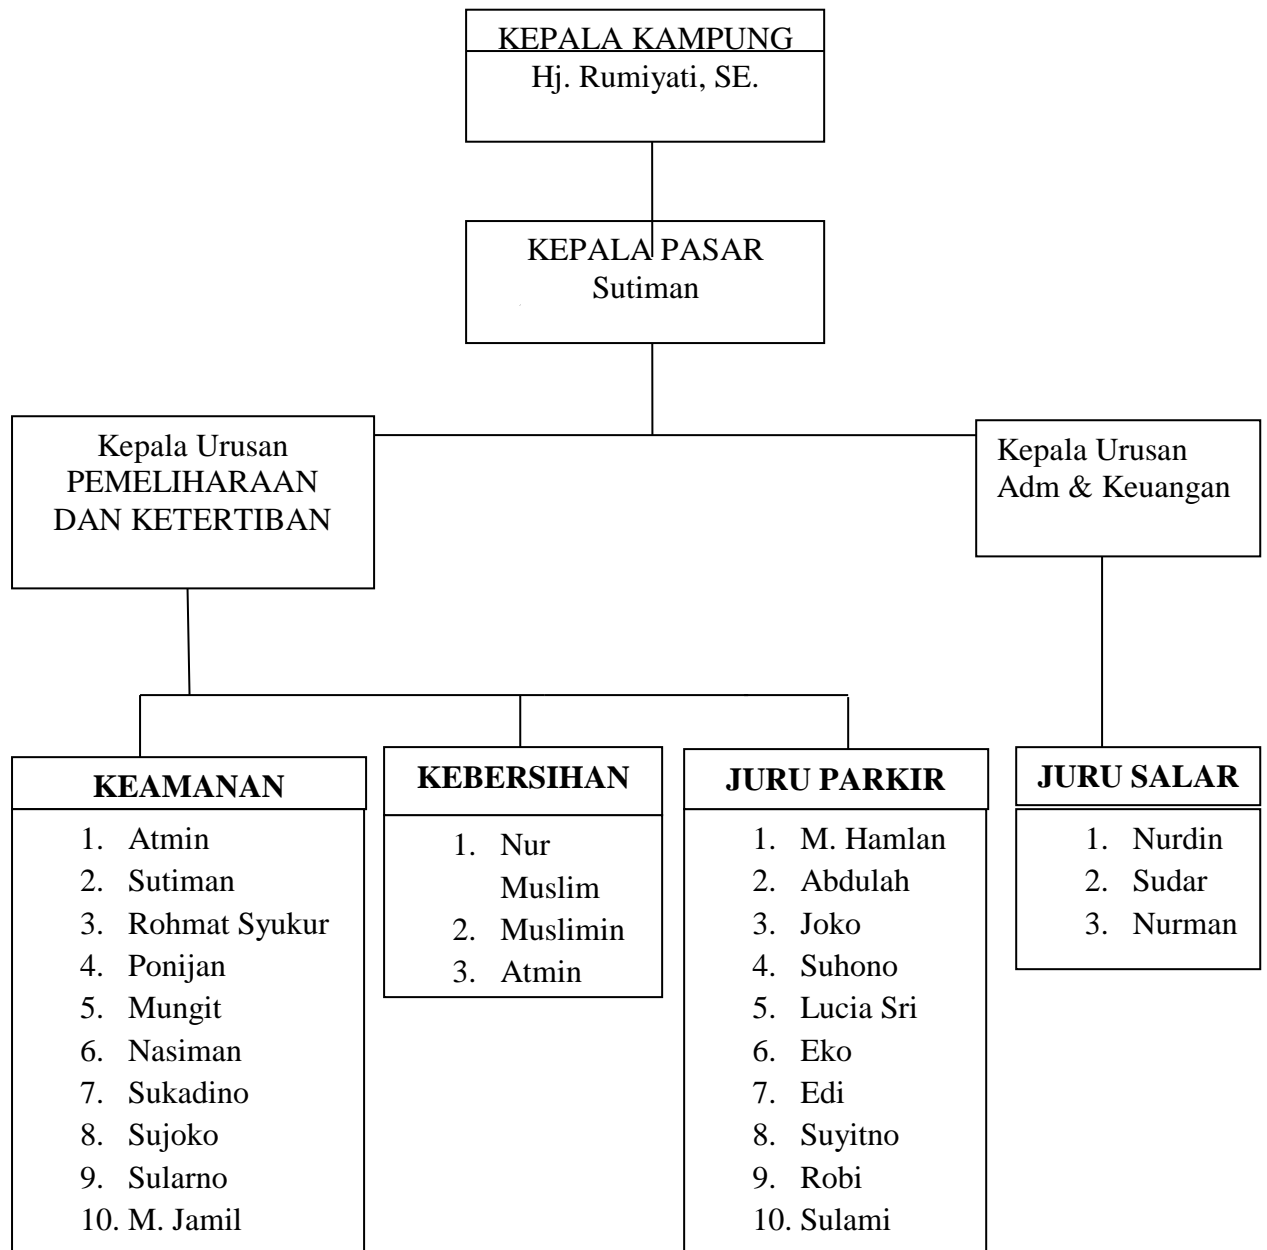 KEPALA KAMPUNG
Hj. Rumiyati, SE.
KEPALA PASAR
Sutiman
Kepala Urusan
PEMELIHARAAN
DAN KETERTIBAN
Kepala Urusan
Adm & Keuangan
KEAMANAN
1. Atmin
2. Sutiman
3. Rohmat Syukur
4. Ponijan
5. Mungit
6. Nasiman
7. Sukadino
8. Sujoko
9. Sularno
10. M. Jamil
KEBERSIHAN
1. Nur
Muslim
2. Muslimin
3. Atmin
JURU PARKIR
1. M. Hamlan
2. Abdulah
3. Joko
4. Suhono
5. Lucia Sri
6. Eko
7. Edi
8. Suyitno
9. Robi
10. Sulami
JURU SALAR
1. Nurdin
2. Sudar
3. Nurman